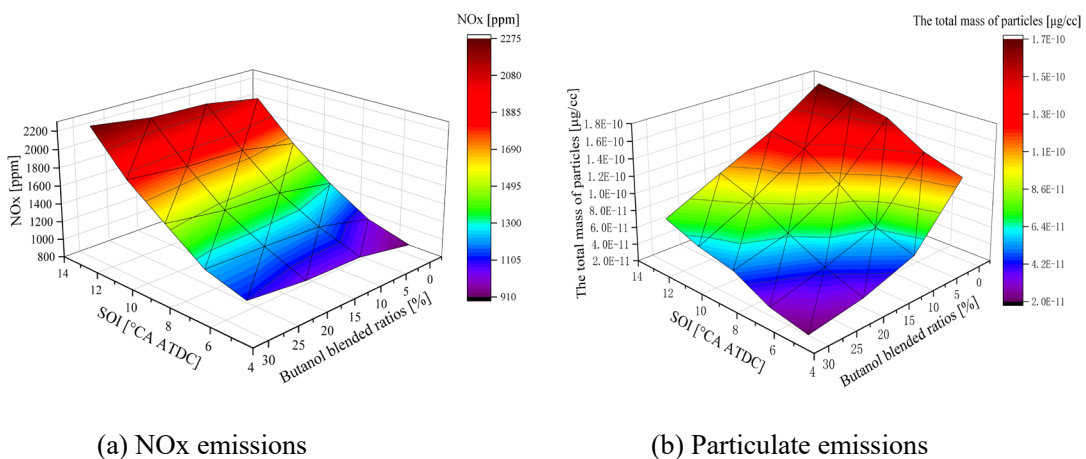 NOx [ppm]
2275
2080
1885
1690
1495
1300
1105
910
NOx [ppm]
2200
2000
1800
1600
1400
1200
1000
800
14
12
10
8
6
4
SOI [°CA ATDC]
30
25
20
15
10
5
0
Butanol blended ratios [%]
(a) NOx emissions
The total mass of particles [μg/cc]
1.7E-10
1.5E-10
1.3E-10
1.1E-10
8.6E-11
6.4E-11
4.2E-11
2.0E-11
The total mass of particles [μg/cc]
1.8E-10
1.6E-10
1.4E-10
1.2E-10
1.0E-10
8.0E-11
6.0E-11
4.0E-11
2.0E-11
14
12
10
8
6
4
SOI [°CA ATDC]
30
25
20
15
10
5
0
Butanol blended ratios [%]
(b) Particulate emissions